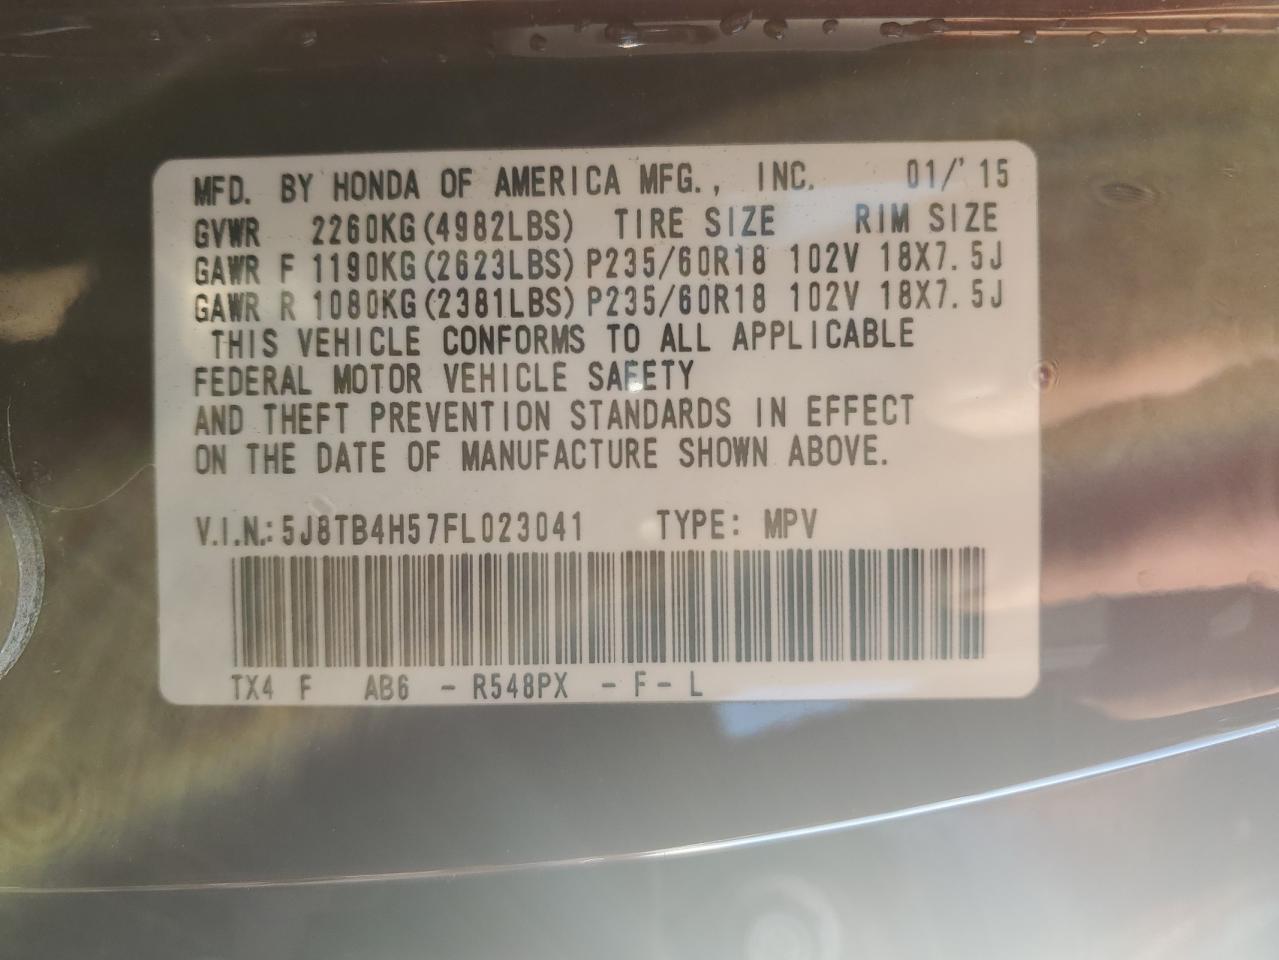 MFD. BY HONDA OF AMERICA MFG., INC. 01/'15
GVWR 2260KG(4982LBS) TIRE SIZE RIM SIZE
GAWR F 1190KG(2623LBS) P235/60R18 102V 18X7.5J
GAWR R 1080KG(2381LBS) P235/60R18 102V 18X7.5J
THIS VEHICLE CONFORMS TO ALL APPLICABLE
FEDERAL MOTOR VEHICLE SAFETY
AND THEFT PREVENTION STANDARDS IN EFFECT
ON THE DATE OF MANUFACTURE SHOWN ABOVE.
V.I.N.: 5J8TB4H57FL023041 TYPE: MPV
TX4 F AB6 - R548PX - F - L